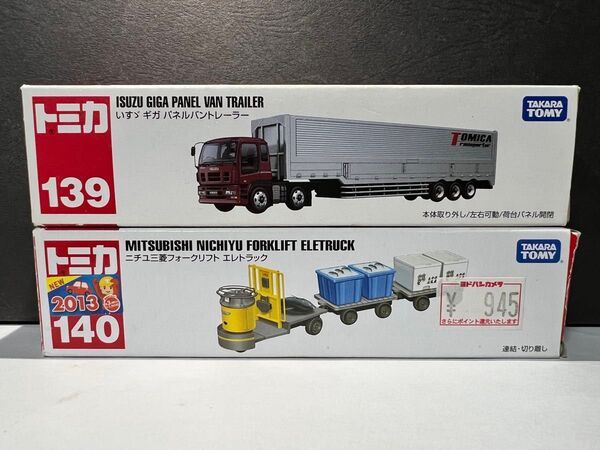 トミカ
139
ISUZU GIGA PANEL VAN TRAILER
いすゞ ギガ パネルバントレーラー
TOMICA
Transporter
TAKARA
TOMY
本体取り外し/左右可動/荷台パネル開閉
トミカ
NEW
2013
140
MITSUBISHI NICHIYU FORKLIFT ELETRUCK
ニチユ三菱フォークリフト エレトラック
TAKARA
TOMY
ヨドバシカメラ
¥ 945
さらにポイント還元いたします
連結・切り離し